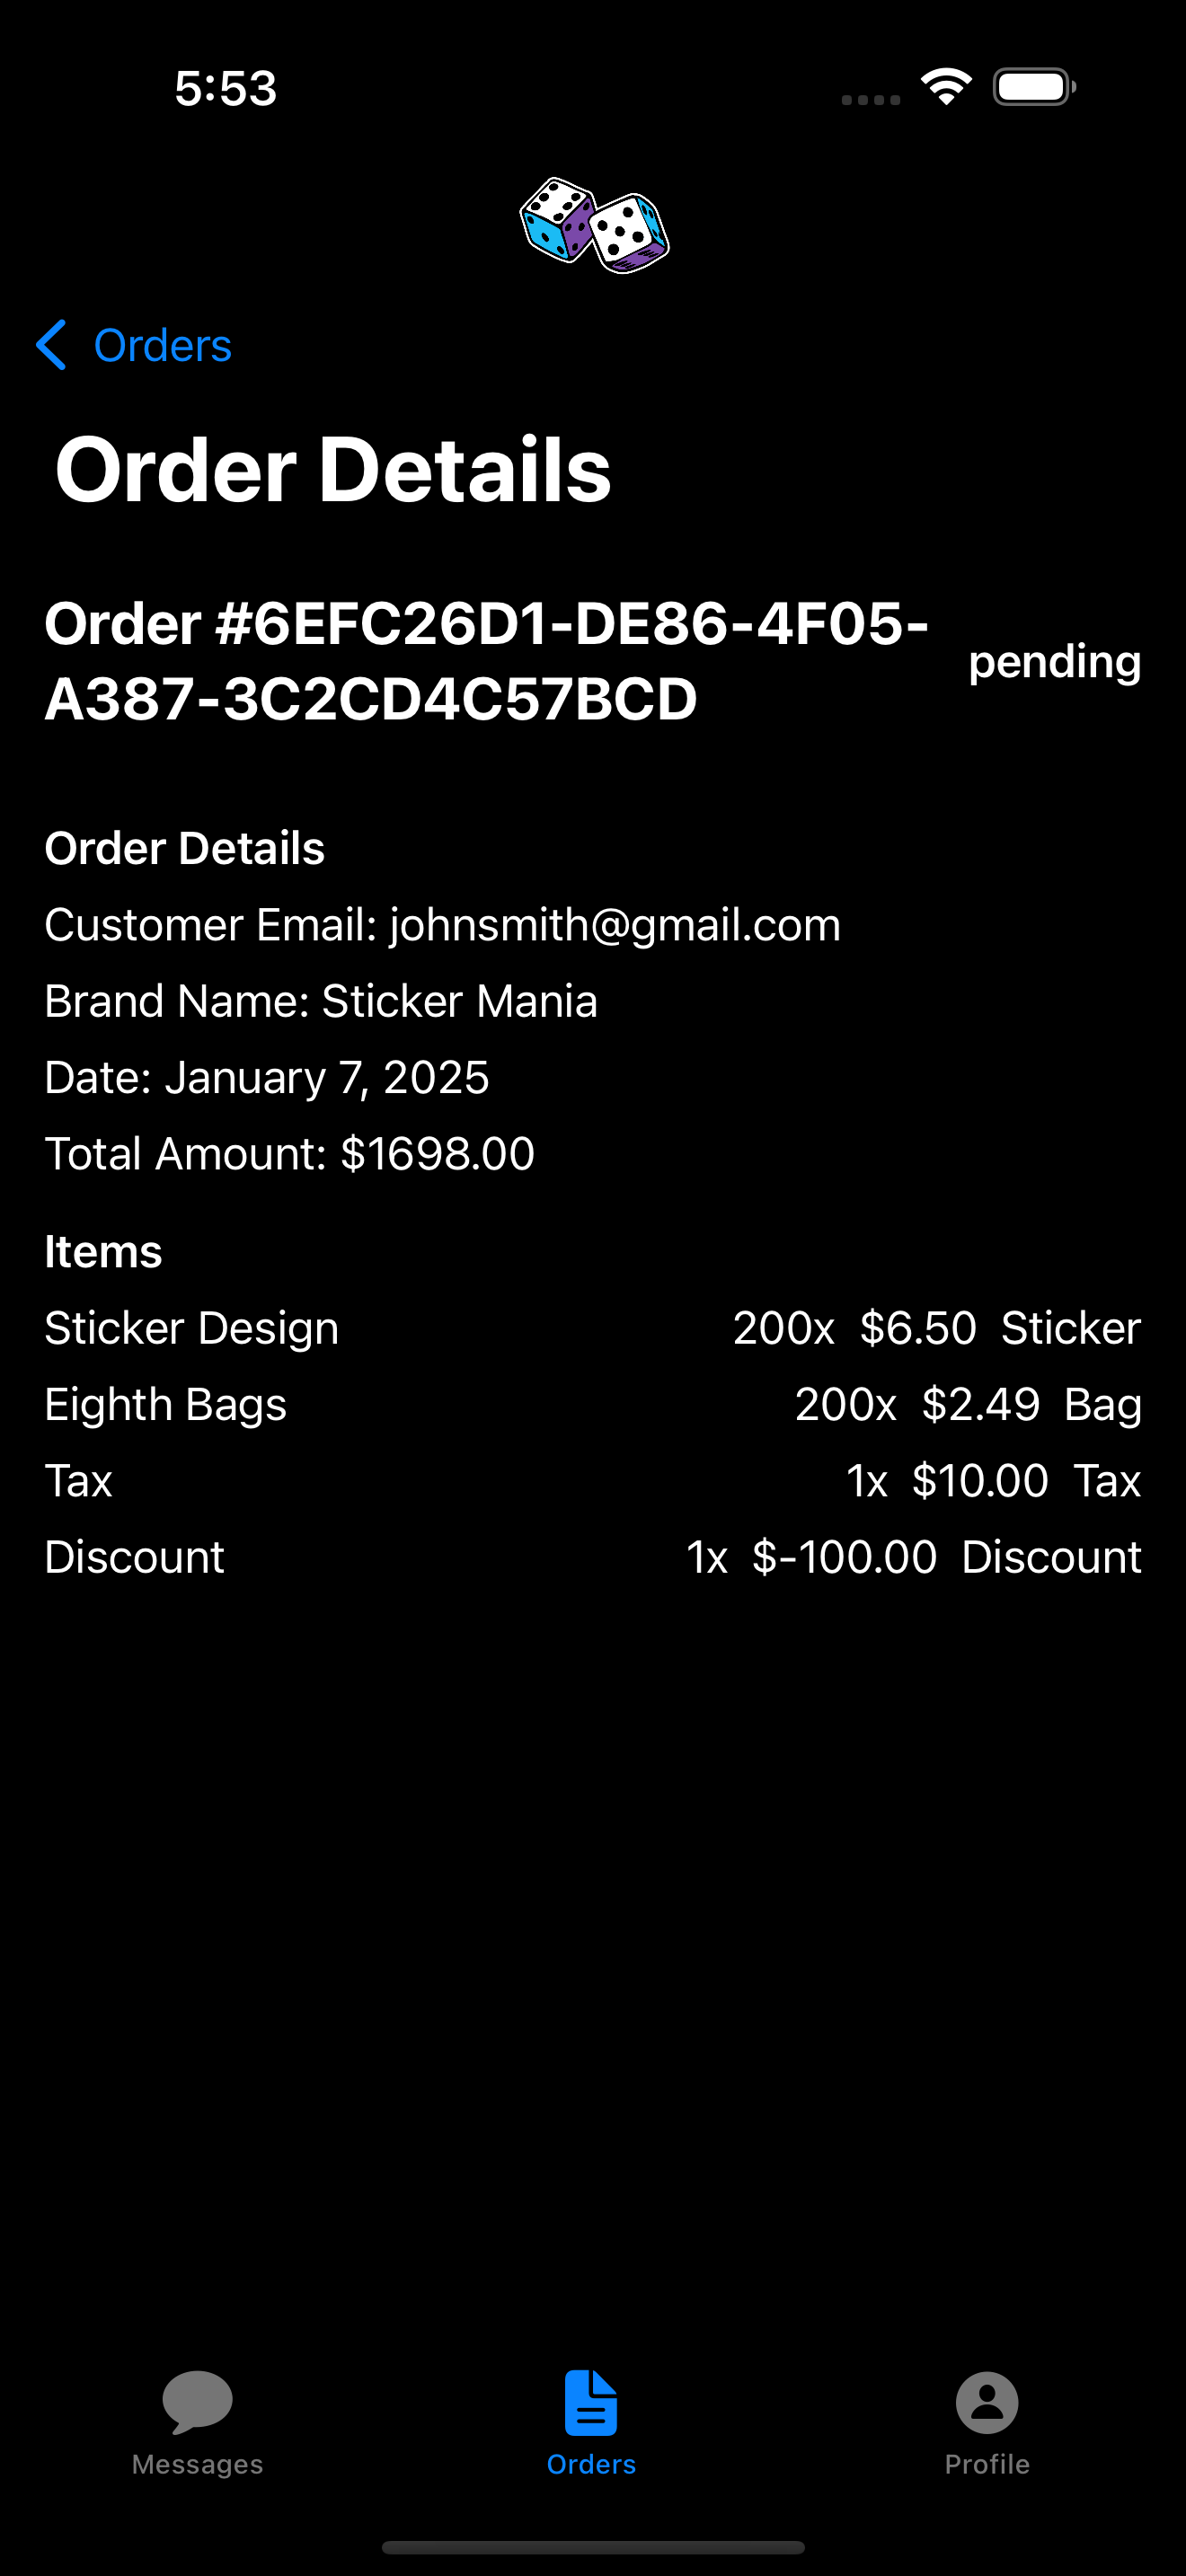 5:53
Orders
Order Details
Order #6EFC26D1-DE86-4F05-
A387-3C2CD4C57BCD
pending
Order Details
Customer Email: johnsmith@gmail.com
Brand Name: Sticker Mania
Date: January 7, 2025
Total Amount: $1698.00
Items
Sticker Design 200x $6.50 Sticker
Eighth Bags 200x $2.49 Bag
Tax 1x $10.00 Tax
Discount 1x $-100.00 Discount
Messages Orders Profile